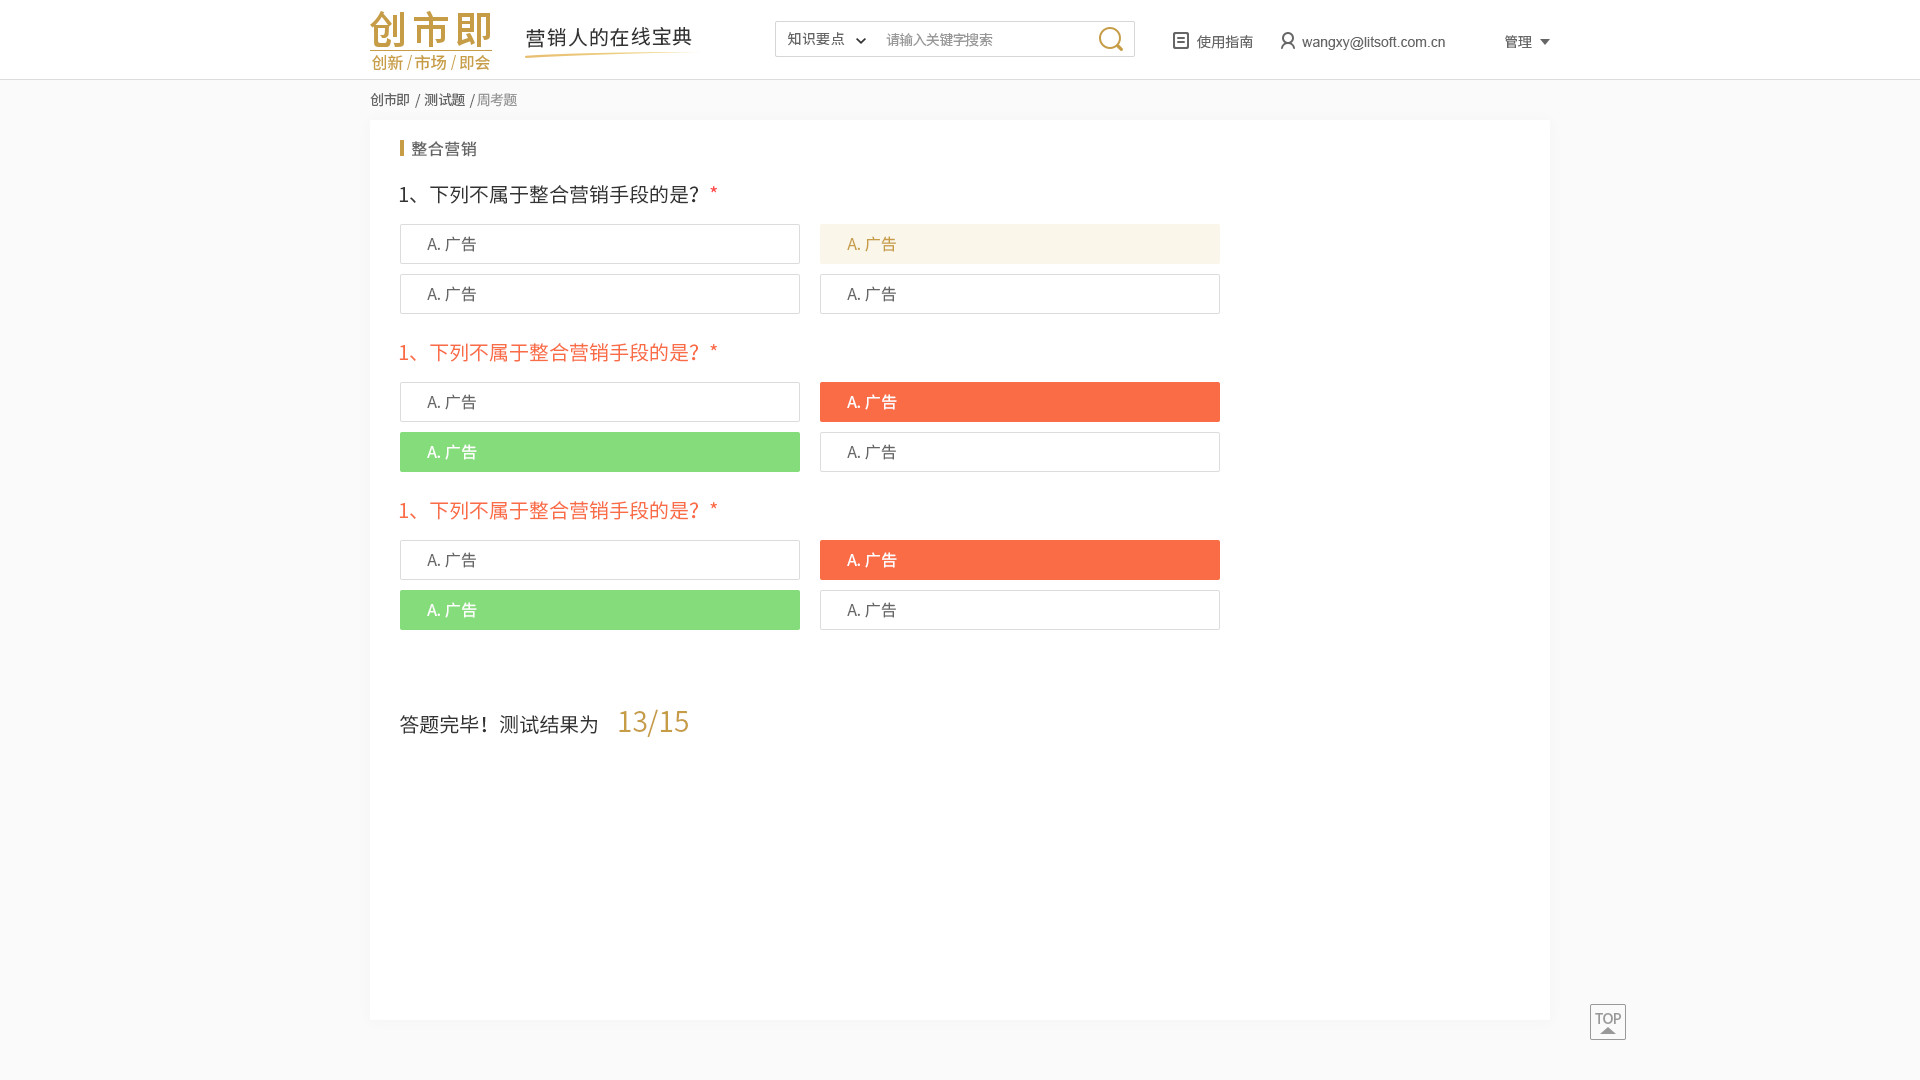 创市即
创新 / 市场 / 即会
营销人的在线宝典
知识要点
请输入关键字搜索
使用指南
wangxy@litsoft.com.cn
管理
创市即 / 测试题 / 周考题
整合营销
1、下列不属于整合营销手段的是？*
A. 广告
A. 广告
A. 广告
A. 广告
1、下列不属于整合营销手段的是？*
A. 广告
A. 广告
A. 广告
A. 广告
1、下列不属于整合营销手段的是？*
A. 广告
A. 广告
A. 广告
A. 广告
答题完毕！测试结果为 13/15
TOP